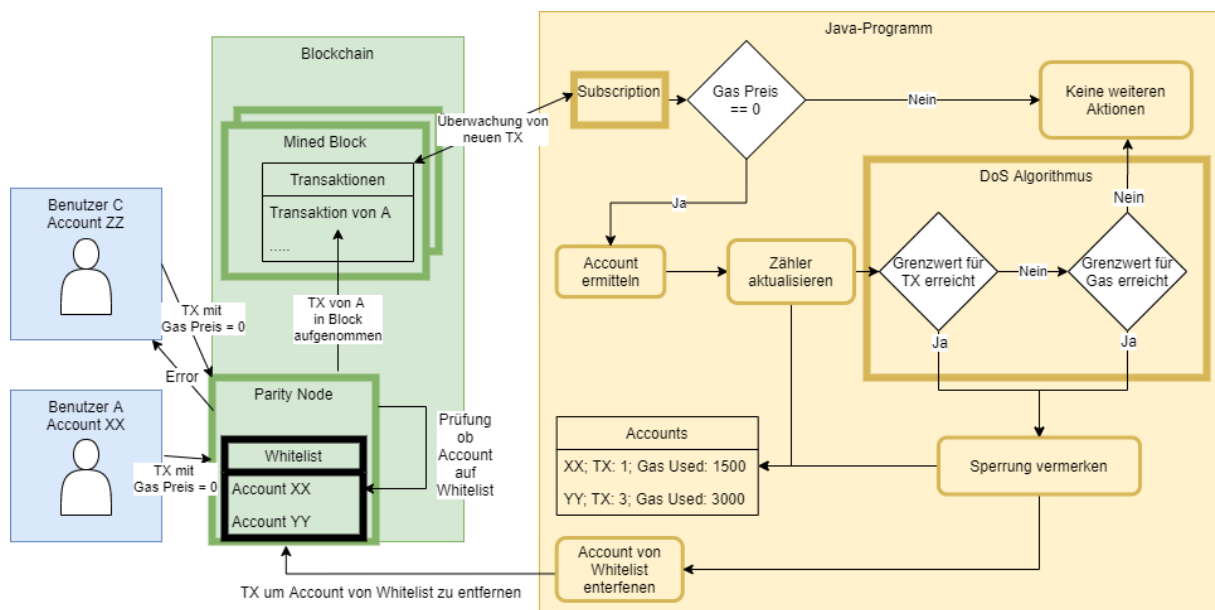 Blockchain
Java-Programm
Mined Block
Transaktionen
Transaktion von A
.....
Überwachung von
neuen TX
Subscription
Gas Preis
== 0
Nein
Keine weiteren
Aktionen
Ja
DoS Algorithmus
Nein
Account
ermitteln
Zähler
aktualisieren
Grenzwert für
TX erreicht
Nein
Grenzwert für
Gas erreicht
Ja
Ja
Benutzer C
Account ZZ
TX mit
Gas Preis = 0
Error
TX von A
in Block
aufgenommen
Benutzer A
Account XX
TX mit
Gas Preis = 0
Parity Node
Whitelist
Account XX
Account YY
Prüfung
ob
Account
auf
Whitelist
Accounts
XX; TX: 1; Gas Used: 1500
YY; TX: 3; Gas Used: 3000
Sperrung vermerken
Account von
Whitelist
enterfenen
TX um Account von Whitelist zu entfernen